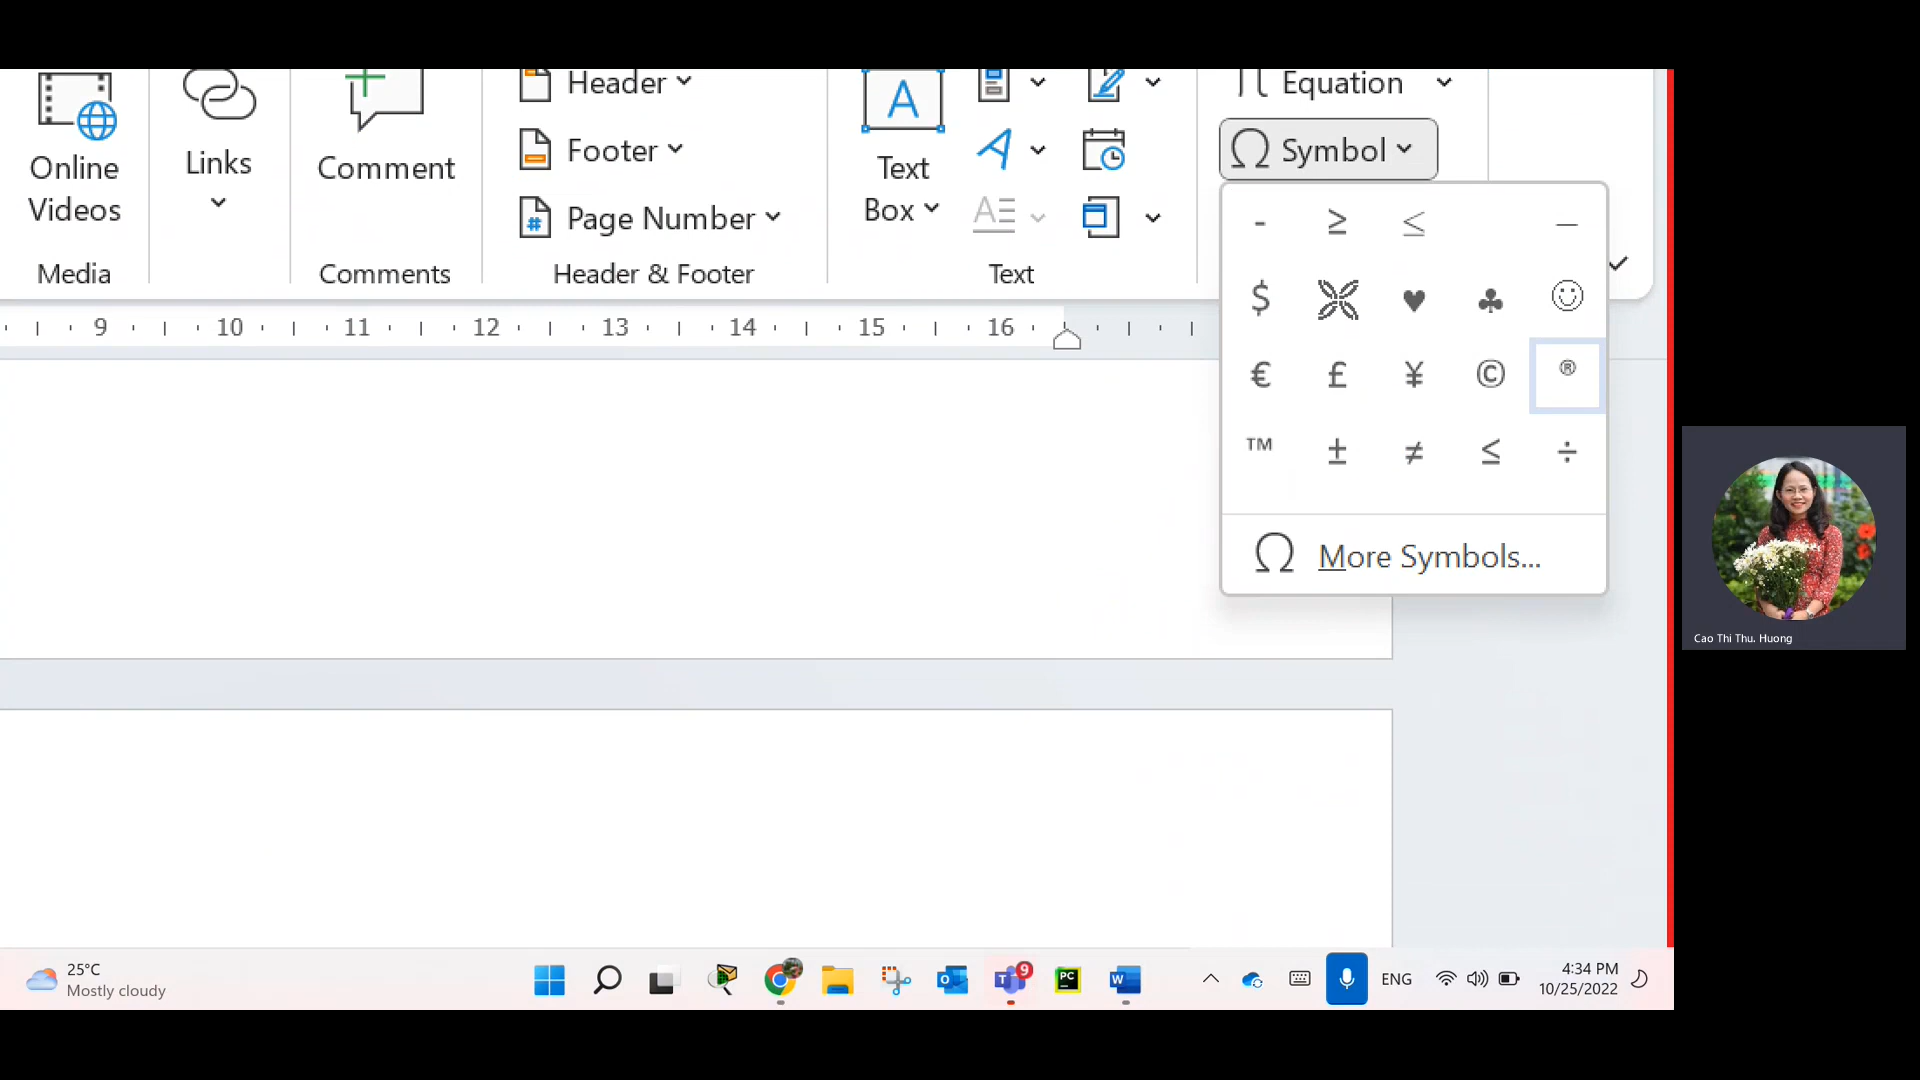 Header
Equation
Online
Videos
Links
Comment
Footer
Text
Box
Symbol
Page Number
Media
Comments
Header & Footer
Text
- ≥ ≤ —
$ ♥ ♣ ☺
€ £ ¥ © ®
™ ± ≠ ≤ ÷
More Symbols...
9 10 11 12 13 14 15 16
Cao Thi Thu. Huong
25°C
Mostly cloudy
9
PC
ENG
4:34 PM
10/25/2022